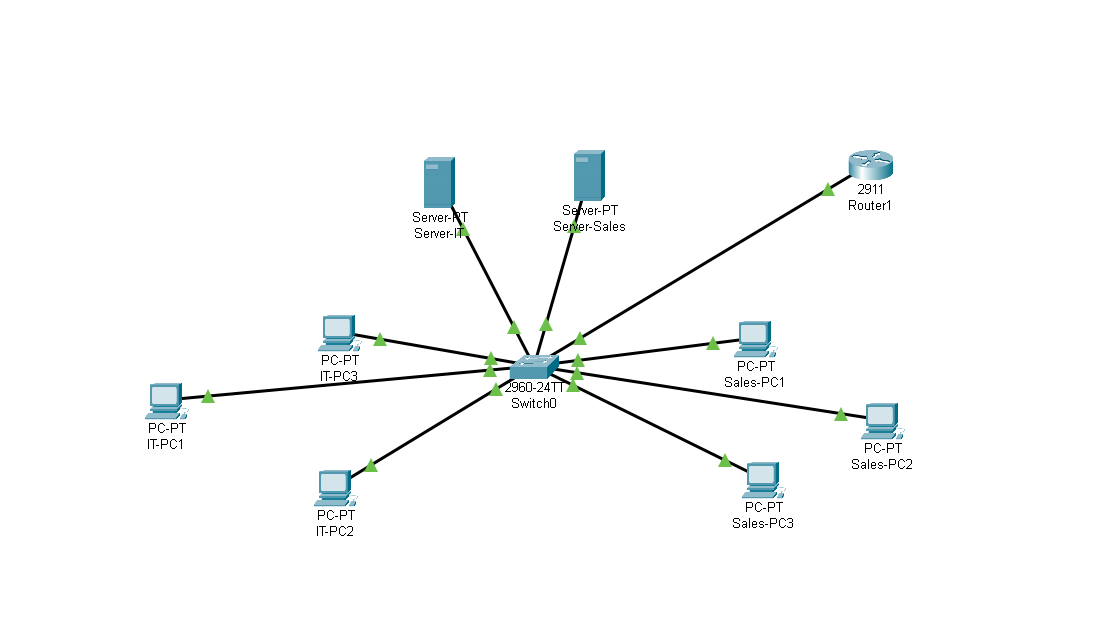 Server-PT
Server-IT
Server-PT
Server-Sales
2911
Router1
PC-PT
IT-PC3
PC-PT
Sales-PC1
2960-24TT
Switch0
PC-PT
IT-PC1
PC-PT
Sales-PC2
PC-PT
IT-PC2
PC-PT
Sales-PC3